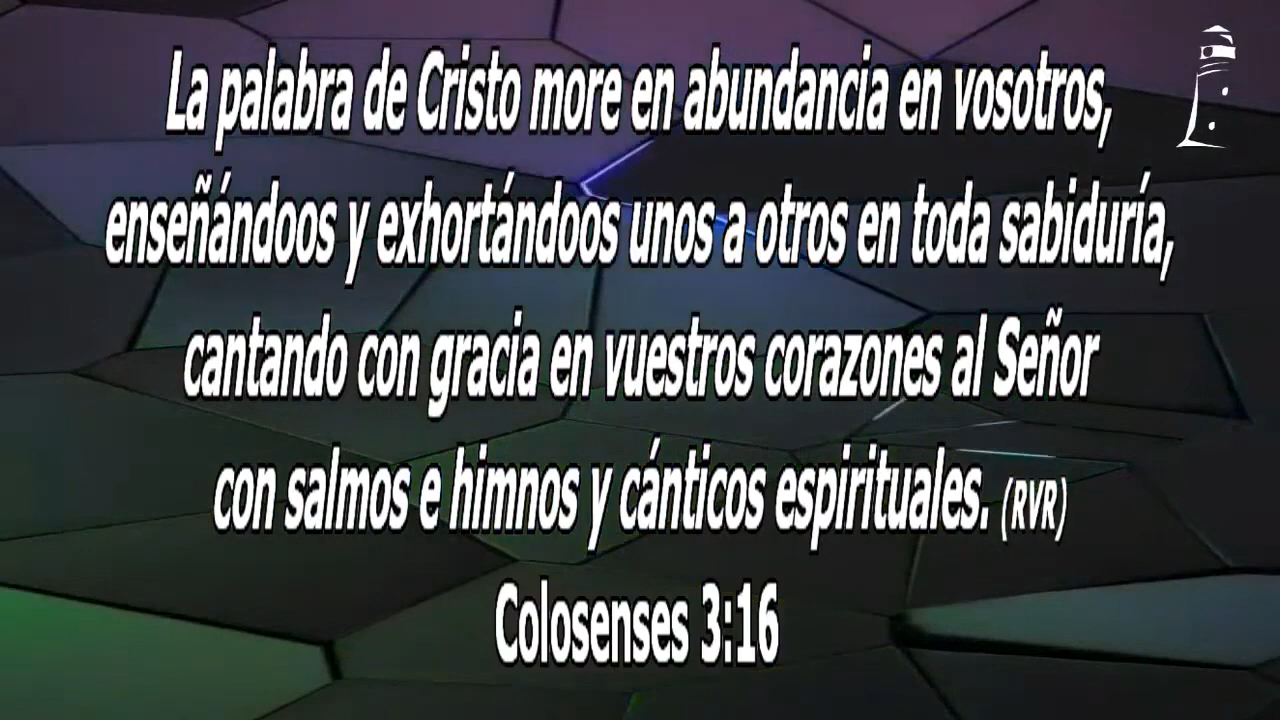 La palabra de Cristo more en abundancia en vosotros,
enseñándoos y exhortándoos unos a otros en toda sabiduría,
cantando con gracia en vuestros corazones al Señor
con salmos e himnos y cánticos espirituales. (RVR)
Colosenses 3:16